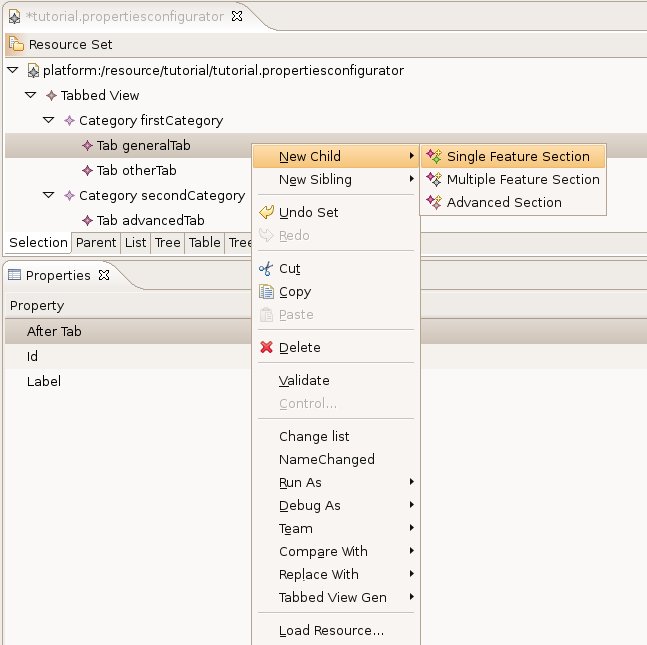 *tutorial.propertiesconfigurator
Resource Set
platform:/resource/tutorial/tutorial.propertiesconfigurator
Tabbed View
Category firstCategory
Tab generalTab
Tab otherTab
Category secondCategory
Tab advancedTab
Selection Parent List Tree Table Tree
New Child
New Sibling
Undo Set
Redo
Cut
Copy
Paste
Delete
Validate
Control...
Change list
NameChanged
Run As
Debug As
Team
Compare With
Replace With
Tabbed View Gen
Load Resource...
Single Feature Section
Multiple Feature Section
Advanced Section
Properties
Property
After Tab
Id
Label